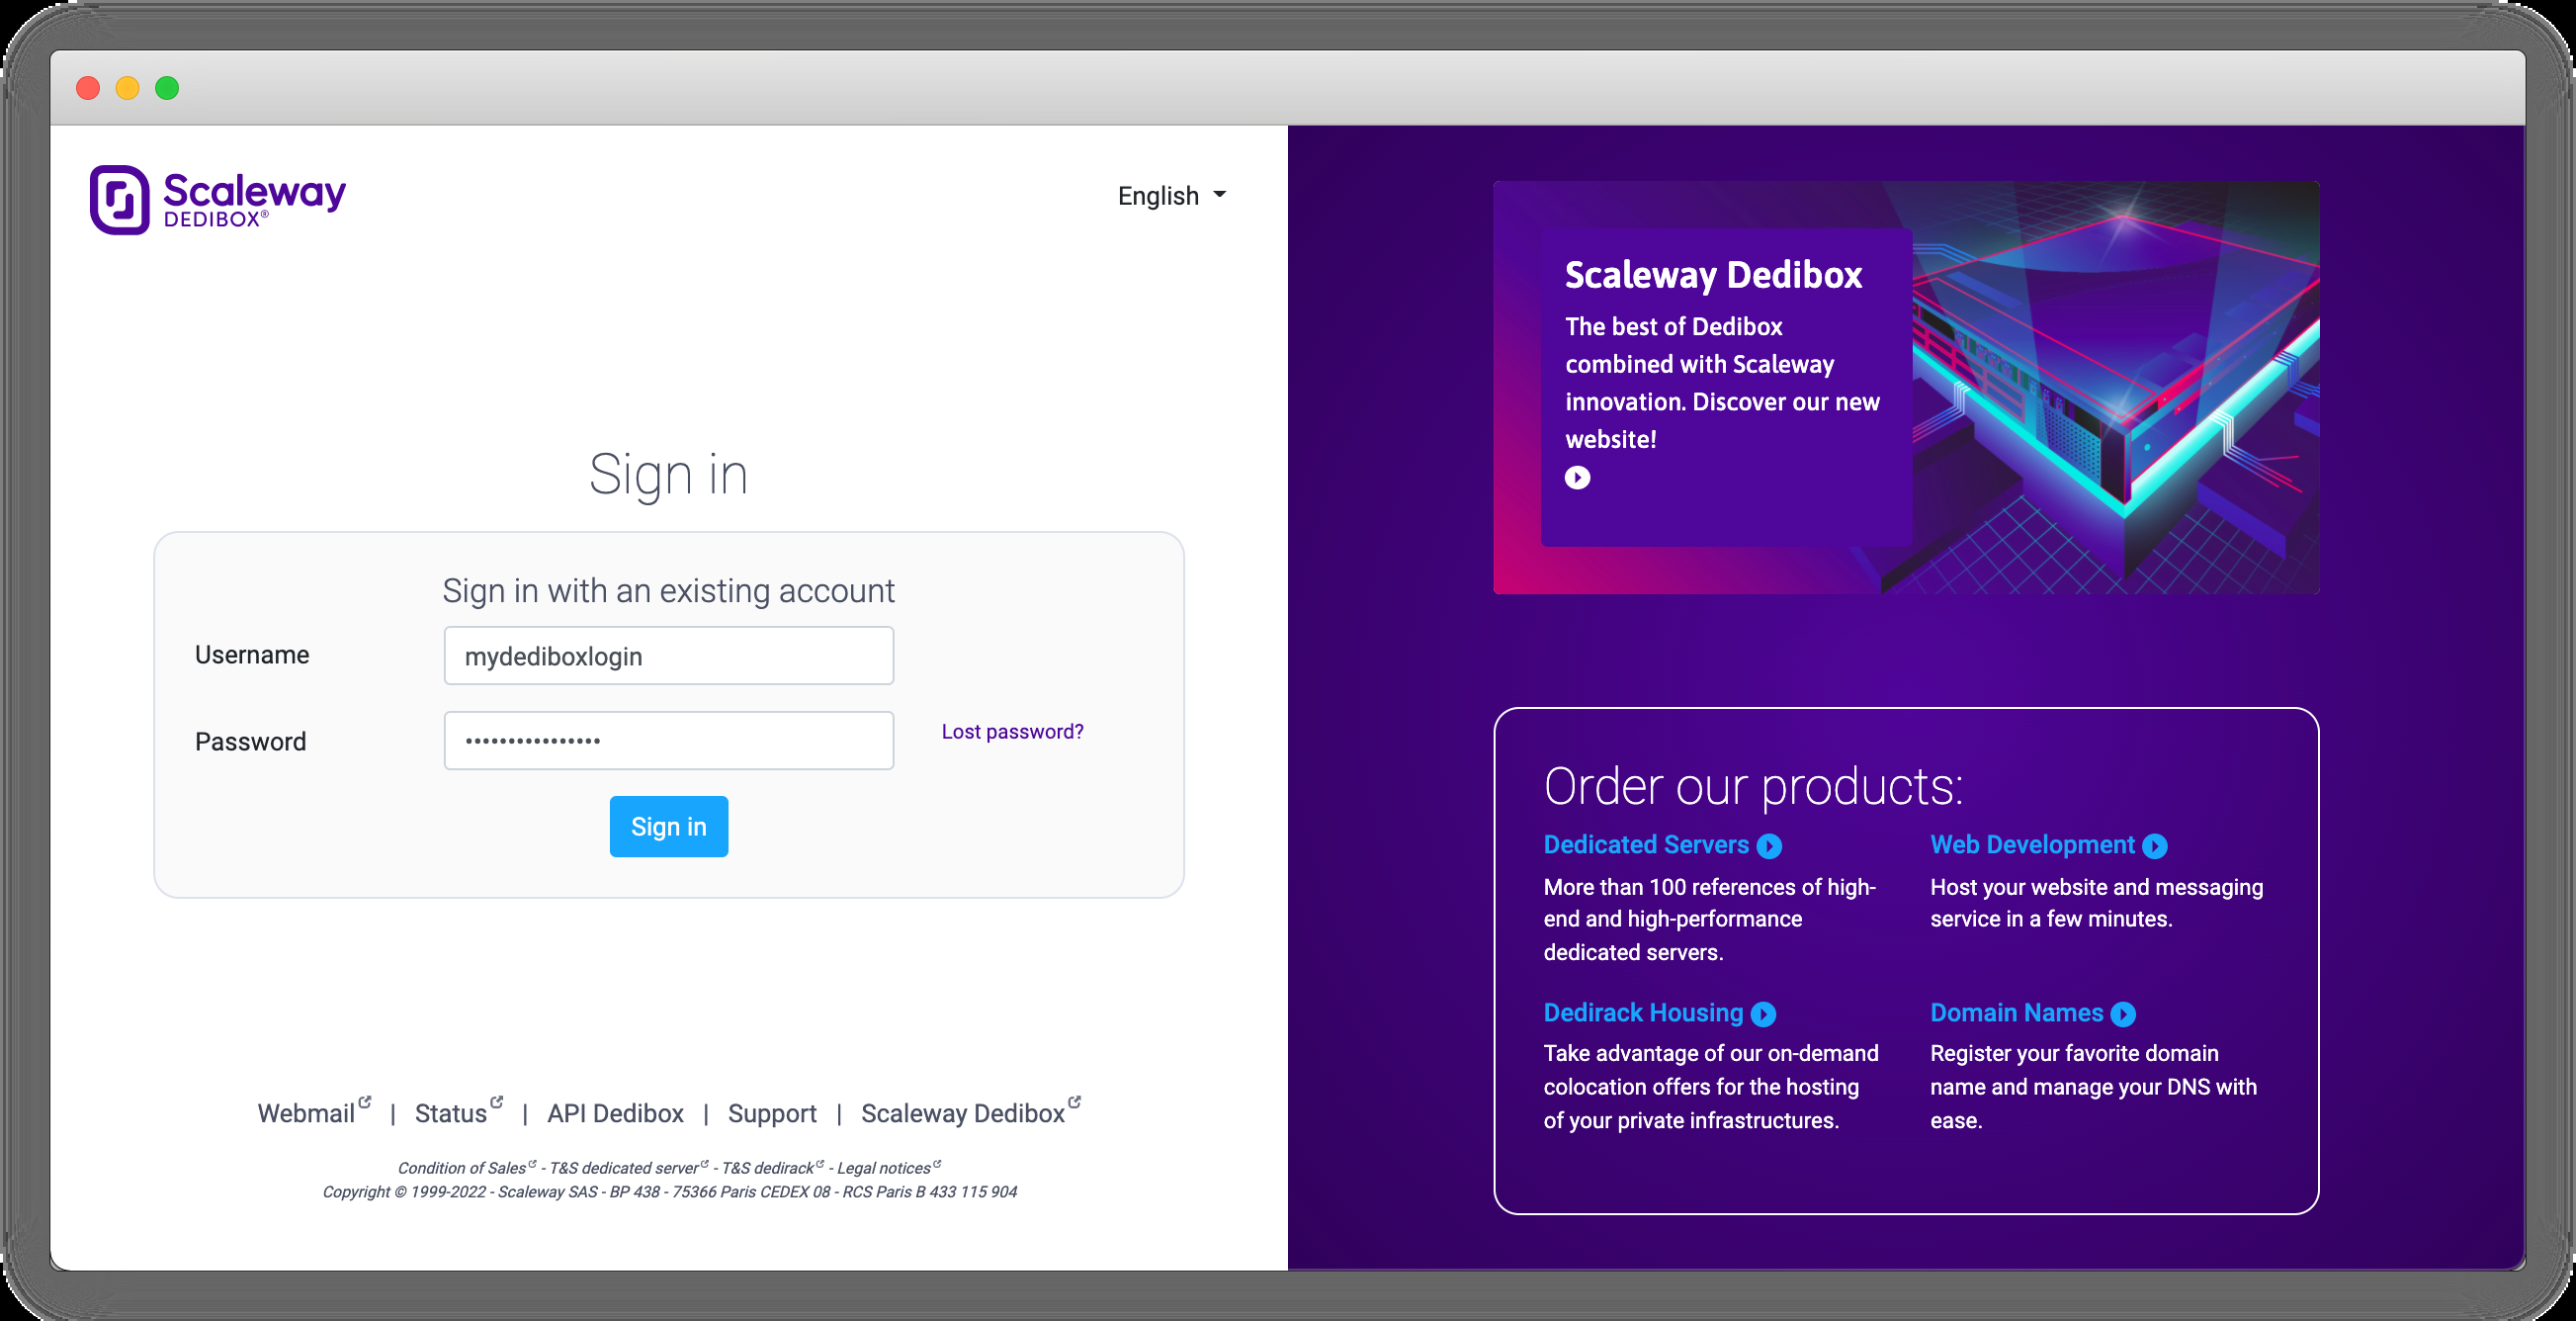 Scaleway
DEDIBOX®
English
Sign in
Sign in with an existing account
Username
mydediboxlogin
Password
••••••••••••••••
Lost password?
Sign in
Webmail | Status | API Dedibox | Support | Scaleway Dedibox
Condition of Sales - T&S dedicated server - T&S dedirack - Legal notices
Copyright © 1999-2022 - Scaleway SAS - BP 438 - 75366 Paris CEDEX 08 - RCS Paris B 433 115 904
Scaleway Dedibox
The best of Dedibox
combined with Scaleway
innovation. Discover our new
website!
Order our products:
Dedicated Servers
More than 100 references of high-
end and high-performance
dedicated servers.
Web Development
Host your website and messaging
service in a few minutes.
Dedirack Housing
Take advantage of our on-demand
colocation offers for the hosting
of your private infrastructures.
Domain Names
Register your favorite domain
name and manage your DNS with
ease.